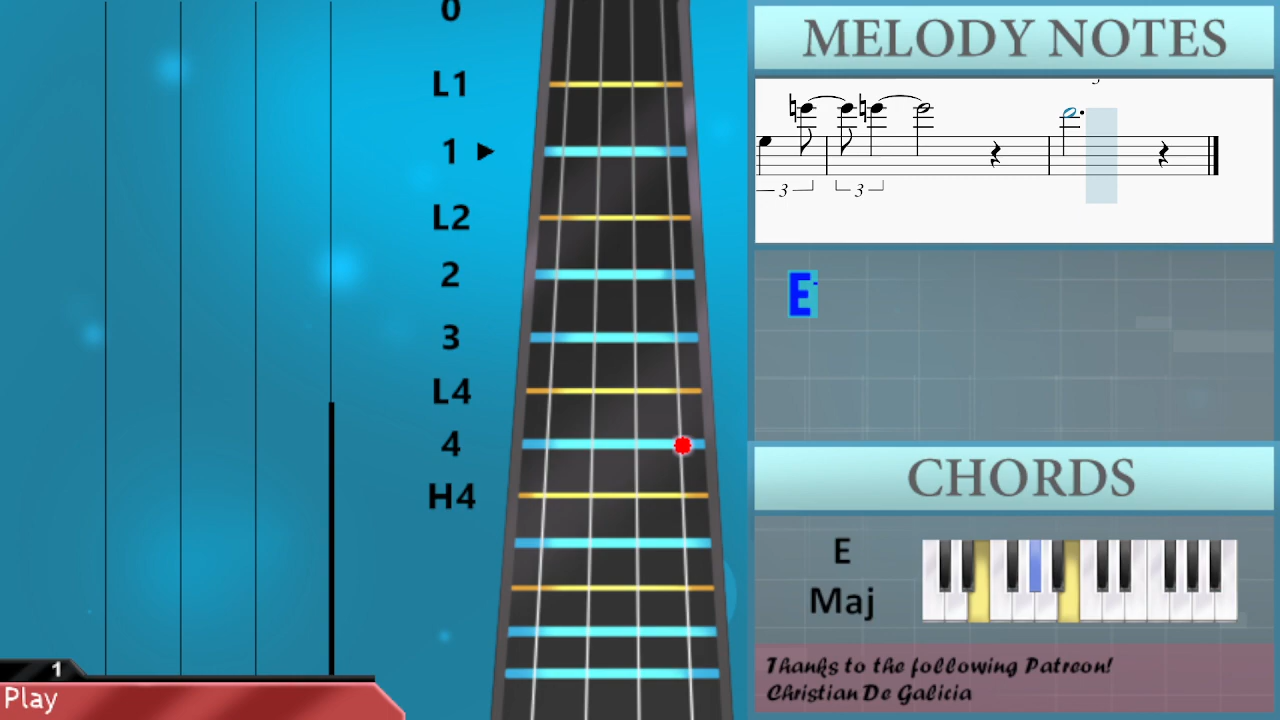 0
L1
1
L2
2
3
L4
4
H4
1
Play
MELODY NOTES
3
3
E
CHORDS
E
Maj
Thanks to the following Patreon!
Christian De Galicia